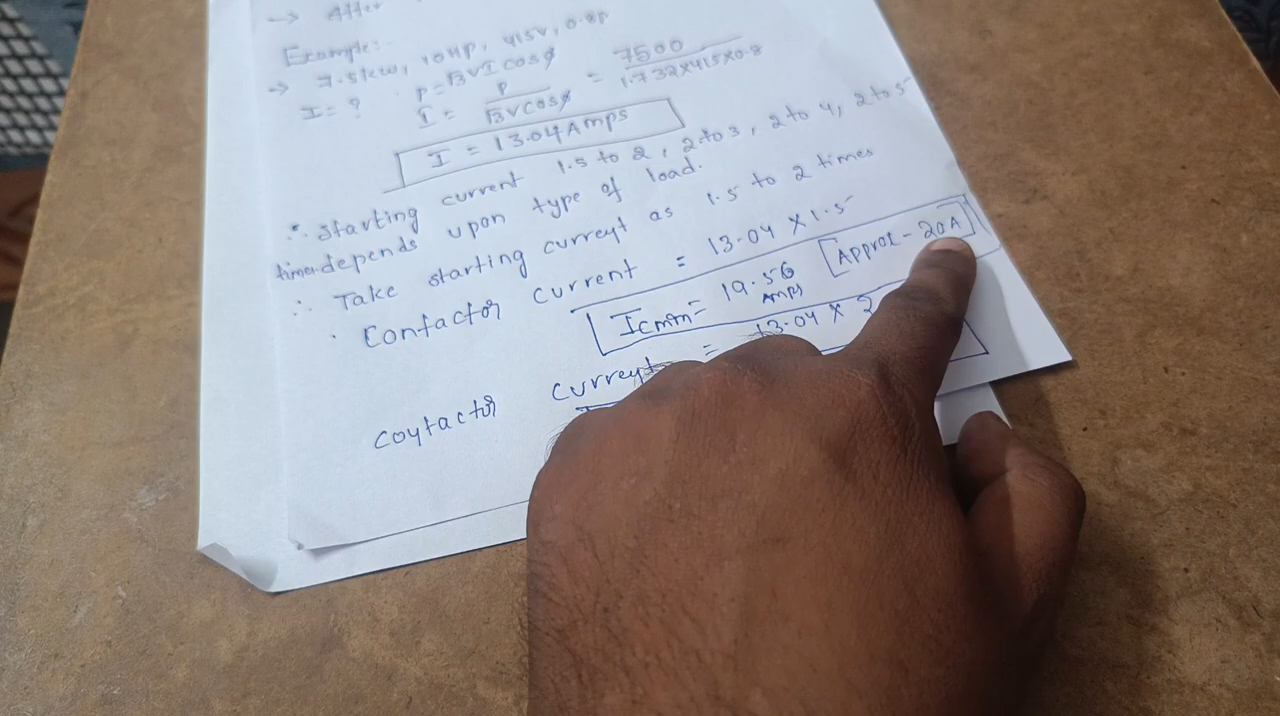 → After
Example:-
→ 7.5kw, 10HP, 415V, 0.8p
I = ? P=√3VI cosφ
I = P/√3Vcosφ = 7500/1.732×415×0.8
I = 13.04 Amps
∴ Starting current 1.5 to 2, 2 to 3, 2 to 4, 2 to 5
times depends upon type of load.
∴ Take starting current as 1.5 to 2 times
· Contactor current = 13.04 × 1.5
Icmin = 19.56 Amps [Approx - 20A]
Contactor current = 13.04 × 2